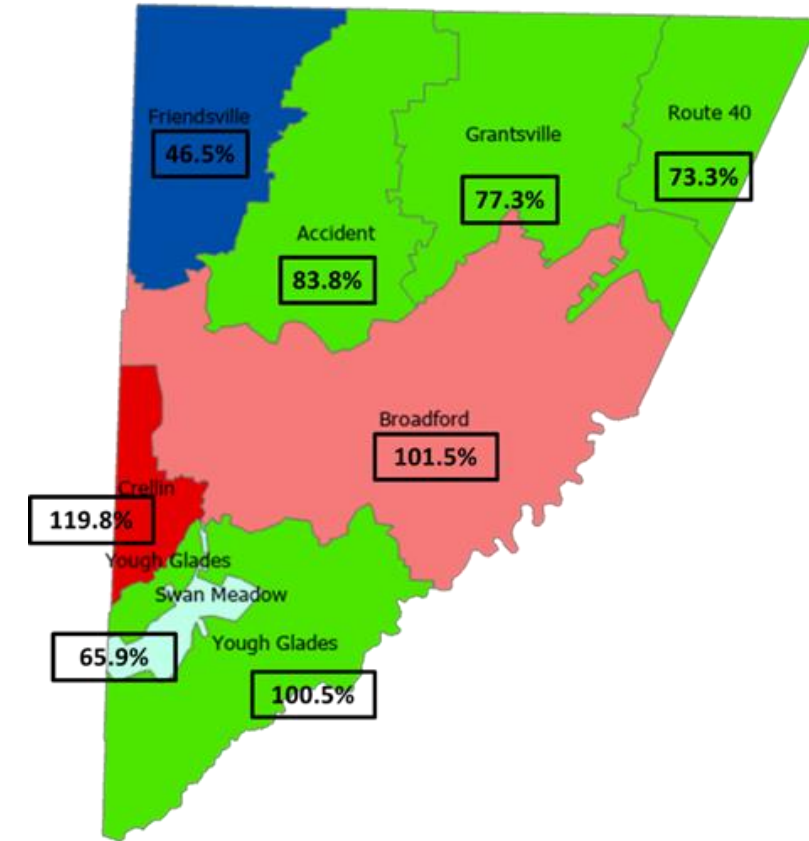 Friendsville
46.5%
Accident
83.8%
Grantsville
77.3%
Route 40
73.3%
Broadford
101.5%
Crellin
119.8%
Yough Glades
Swan Meadow
65.9%
Yough Glades
100.5%